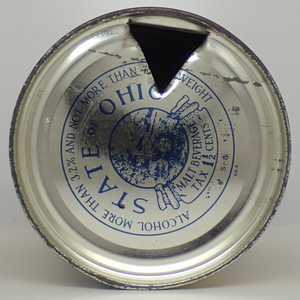 ALCOHOL MORE THAN 3.2% AND NOT MORE THAN WEIGHT
STATE OF OHIO
MALT BEVERAGE
TAX 1½ CENTS